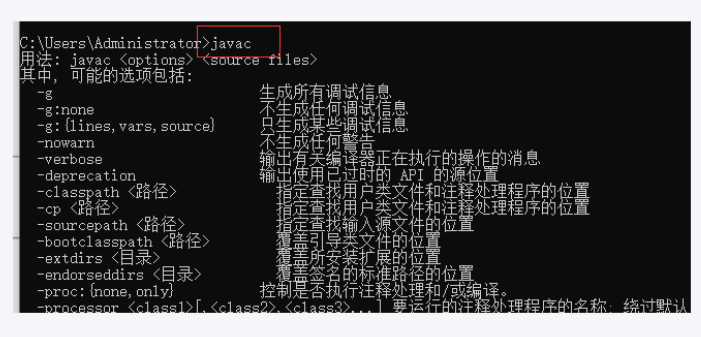 C:\Users\Administrator>javac
用法: javac <options> <source files>
其中, 可能的选项包括:
-g 生成所有调试信息
-g:none 不生成任何调试信息
-g:{lines,vars,source} 只生成某些调试信息
-nowarn 不生成任何警告
-verbose 输出有关编译器正在执行的操作的消息
-deprecation 输出使用已过时的 API 的源位置
-classpath <路径> 指定查找用户类文件和注释处理程序的位置
-cp <路径> 指定查找用户类文件和注释处理程序的位置
-sourcepath <路径> 指定查找输入源文件的位置
-bootclasspath <路径> 覆盖引导类文件的位置
-extdirs <目录> 覆盖所安装扩展的位置
-endorseddirs <目录> 覆盖签名的标准路径的位置
-proc:{none,only} 控制是否执行注释处理和/或编译。
-processor <class1>[,<class2>,<class3>...] 要运行的注释处理程序的名称; 绕过默认